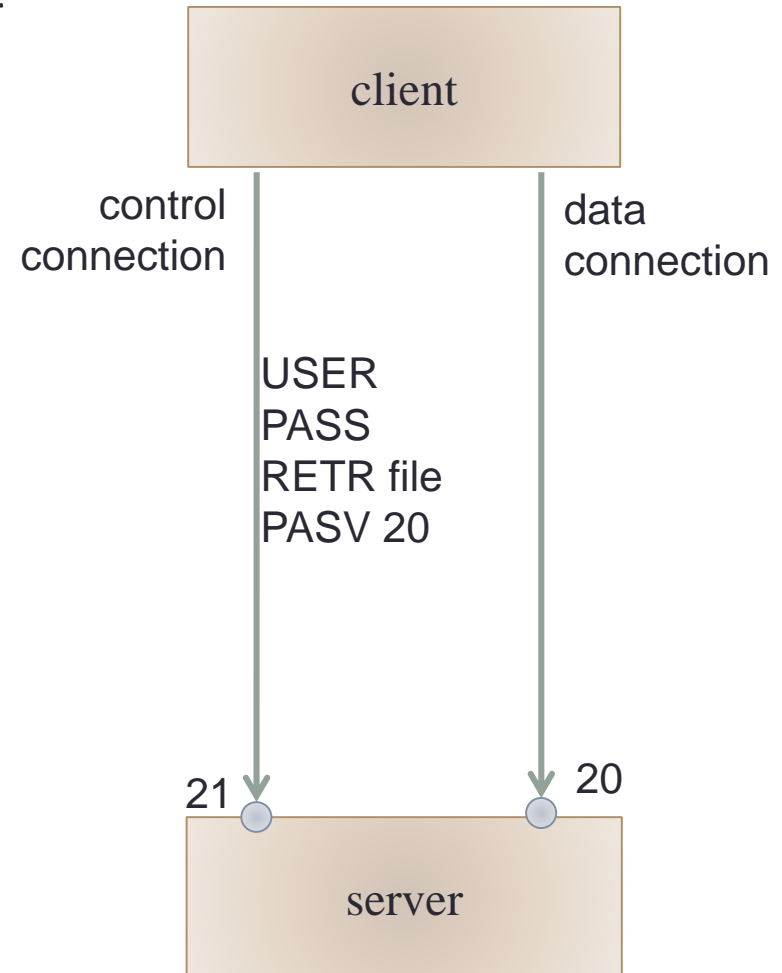 client
control
connection
data
connection
USER
PASS
RETR file
PASV 20
21
20
server